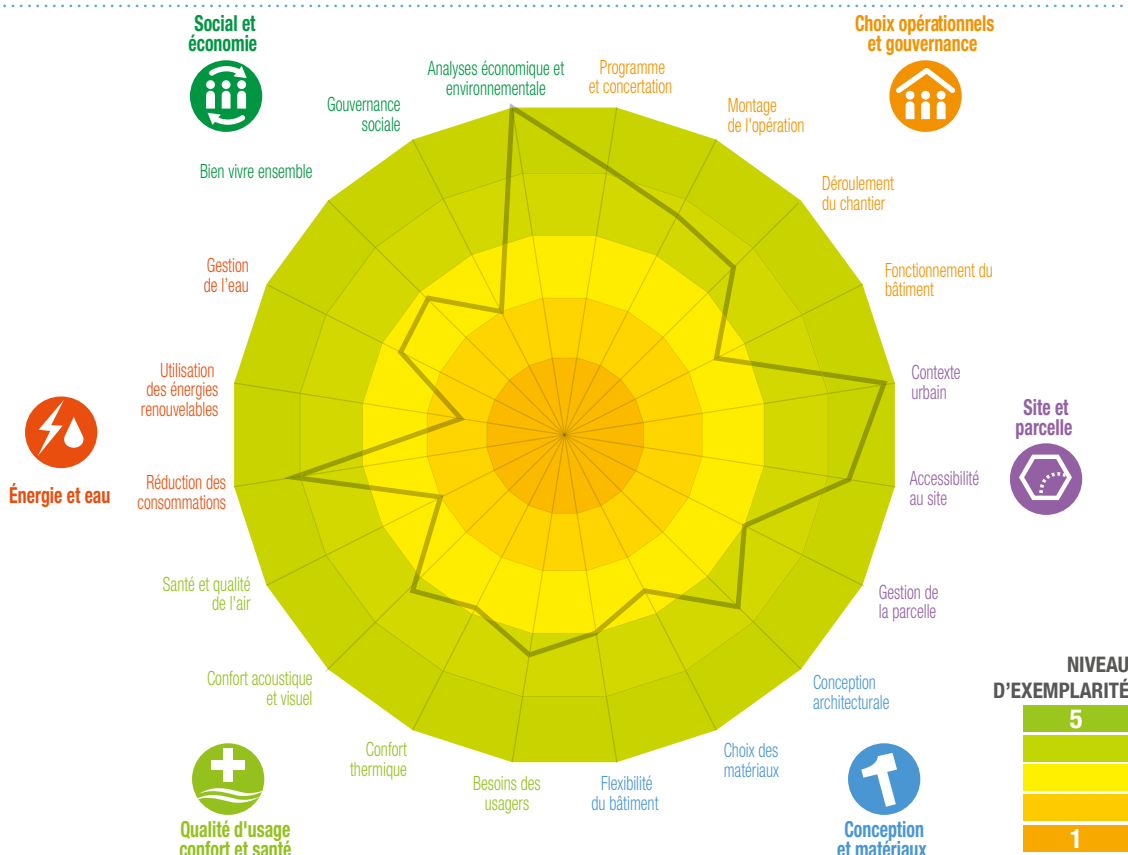 Social et
économie
Choix opérationnels
et gouvernance
Analyses économique et
environnementale
Programme
et concertation
Gouvernance
sociale
Montage
de l'opération
Bien vivre ensemble
Déroulement
du chantier
Gestion
de l'eau
Fonctionnement du
bâtiment
Utilisation
des énergies
renouvelables
Contexte
urbain
Site et
parcelle
Énergie et eau
Réduction des
consommations
Accessibilité
au site
Santé et qualité
de l'air
Gestion de
la parcelle
Confort acoustique
et visuel
Conception
architecturale
Confort
thermique
Besoins des
usagers
Flexibilité
du bâtiment
Choix des
matériaux
Qualité d'usage
confort et santé
Conception
et matériaux
NIVEAU
D'EXEMPLARITÉ
5
1